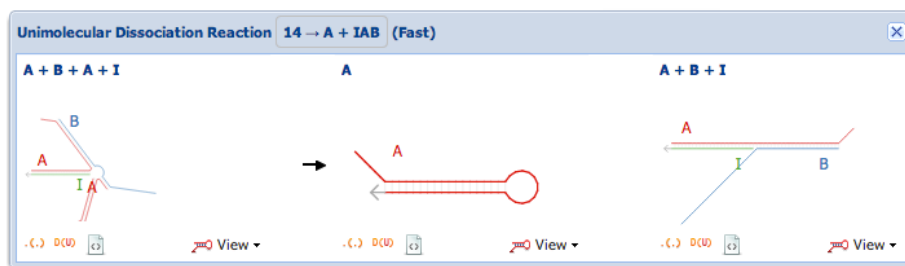 Unimolecular Dissociation Reaction 14 → A + IAB (Fast)
A + B + A + I
A
A + B + I
B
A
I
A
A
A
I
B
.(.) D(U) <> View
.(.) D(U) <> View
.(.) D(U) <> View